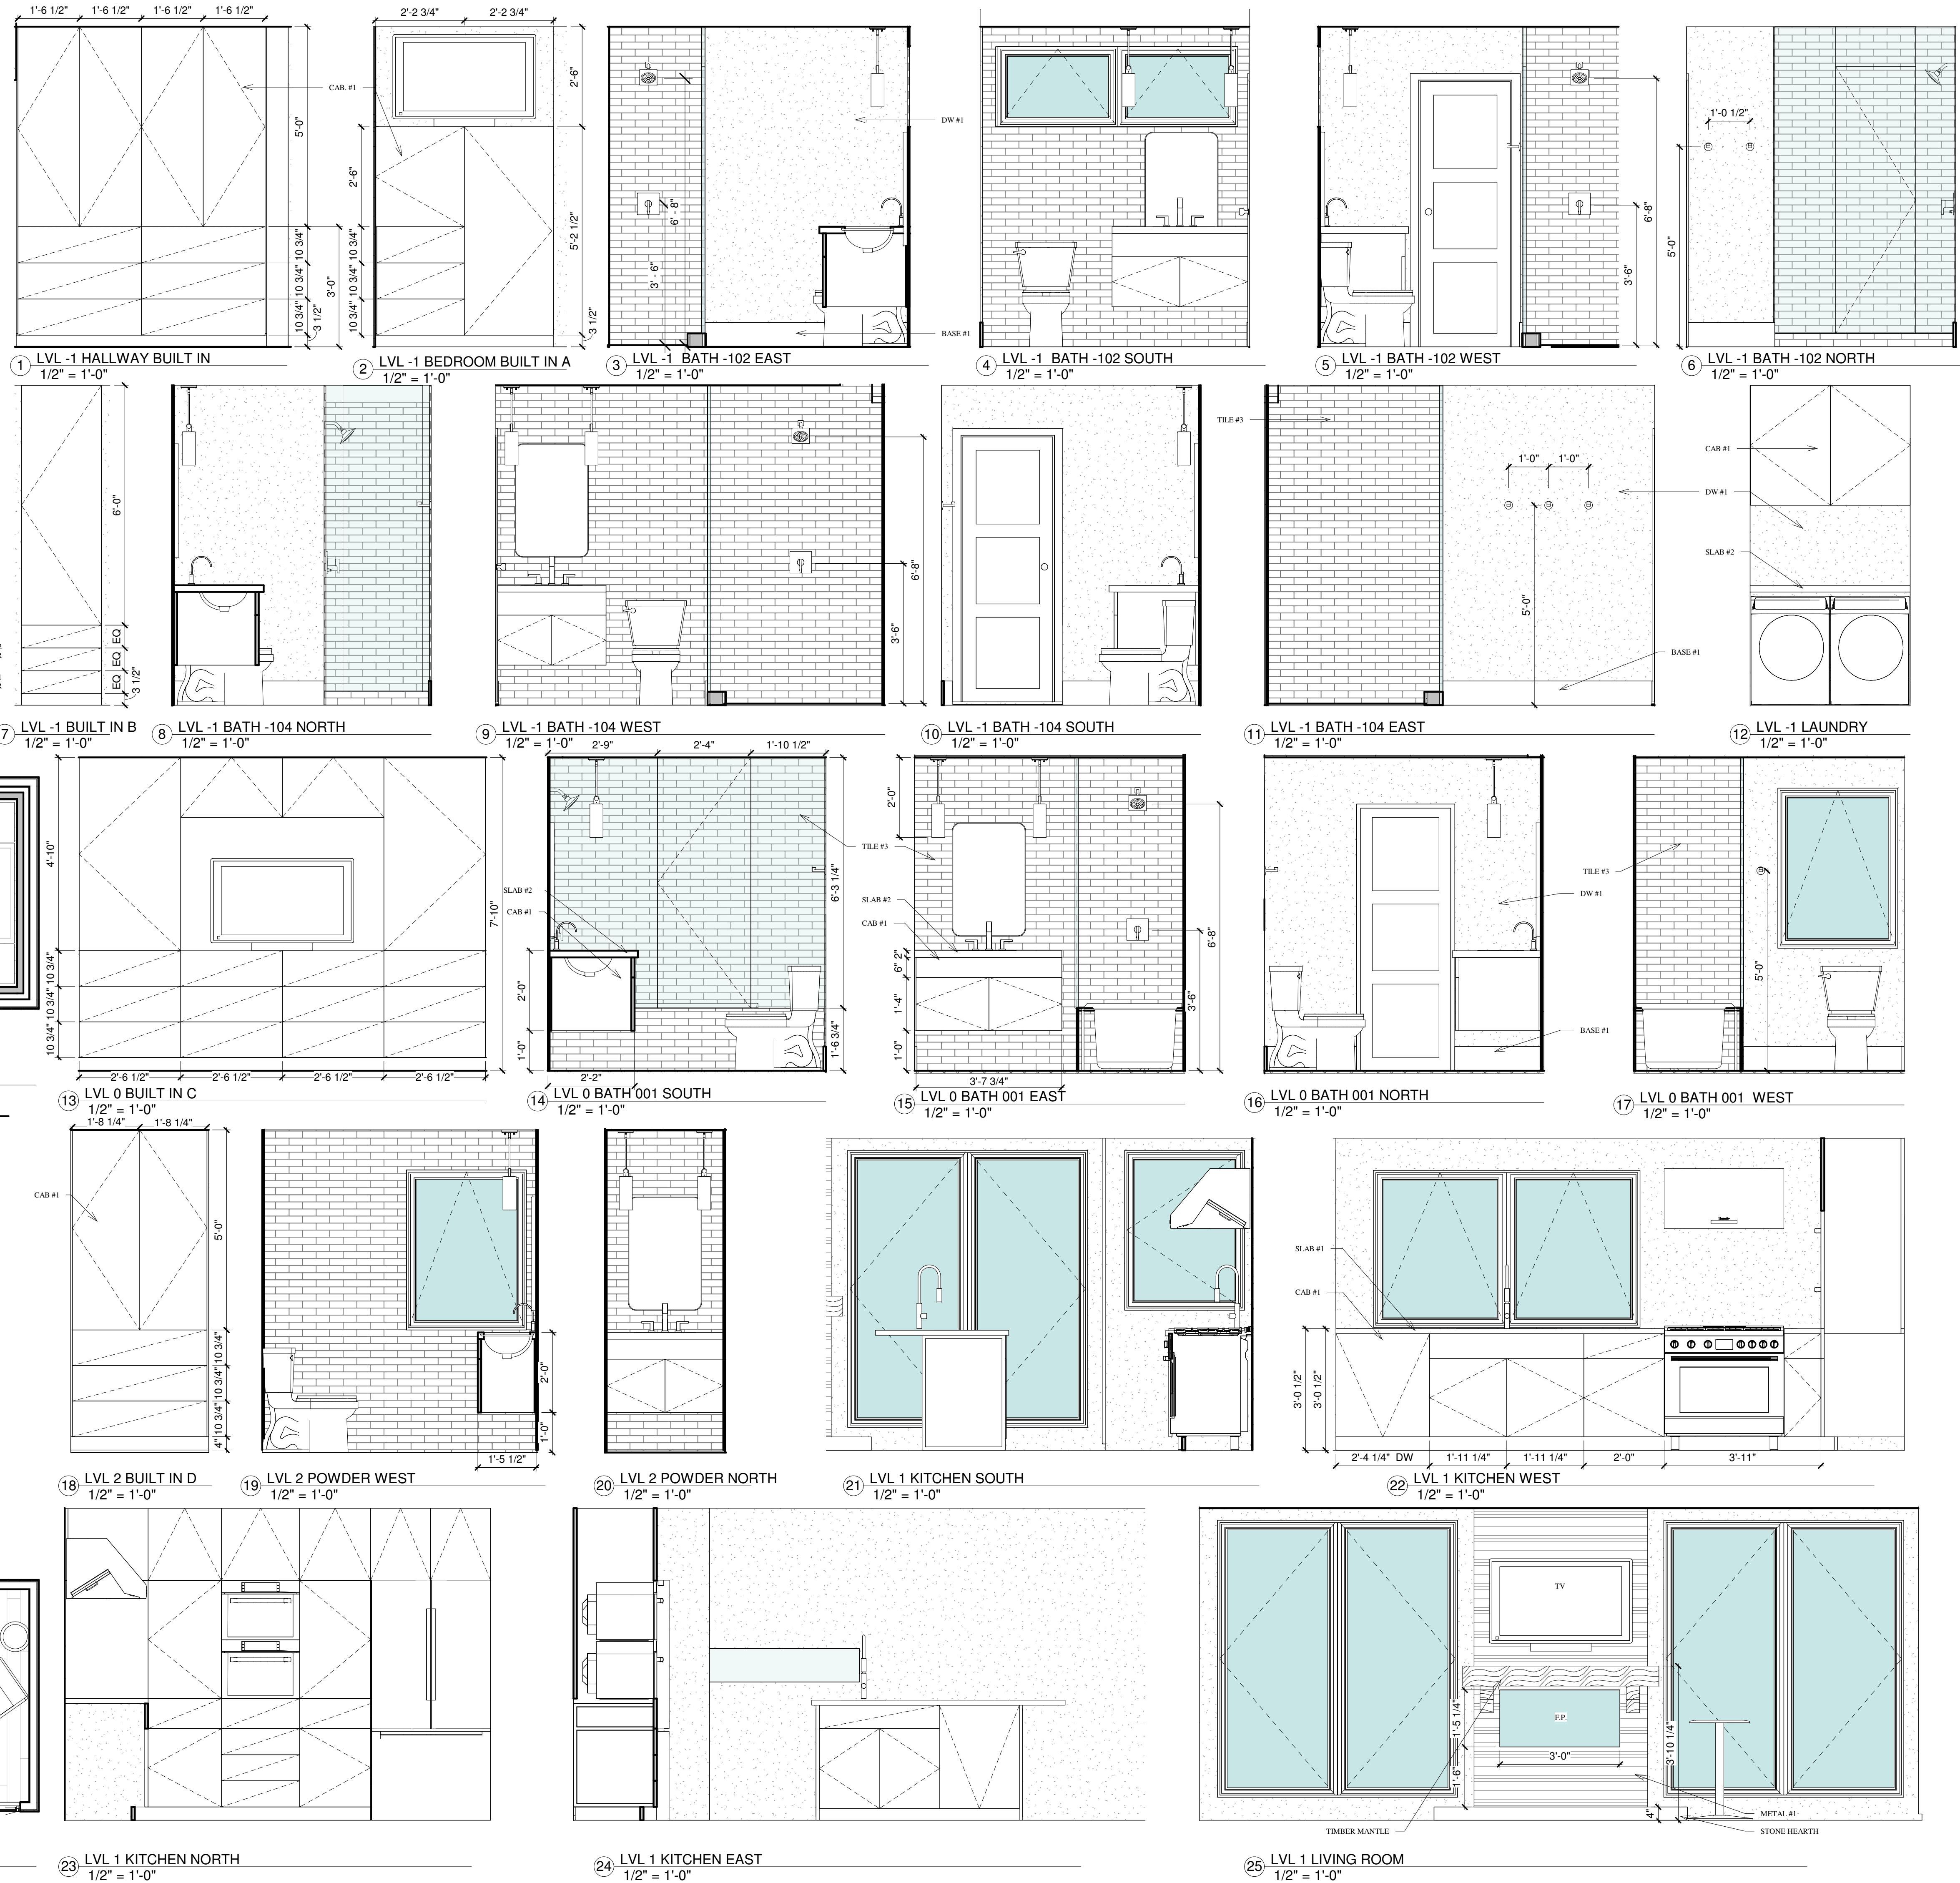 1'-6 1/2" 1'-6 1/2" 1'-6 1/2" 1'-6 1/2"
5'-0"
10 3/4" 10 3/4" 10 3/4"
3 1/2"
3'-0"
CAB. #1
1 LVL -1 HALLWAY BUILT IN
1/2" = 1'-0"
2'-2 3/4" 2'-2 3/4"
2'-6"
2'-6"
5'-2 1/2"
10 3/4" 10 3/4" 10 3/4"
3 1/2"
2 LVL -1 BEDROOM BUILT IN A
1/2" = 1'-0"
6' - 8"
3' - 6"
DW #1
BASE #1
3 LVL -1 BATH -102 EAST
1/2" = 1'-0"
4 LVL -1 BATH -102 SOUTH
1/2" = 1'-0"
6'-8"
3'-6"
5 LVL -1 BATH -102 WEST
1/2" = 1'-0"
1'-0 1/2"
5'-0"
6 LVL -1 BATH -102 NORTH
1/2" = 1'-0"
6'-0"
EQ EQ EQ
3 1/2"
7 LVL -1 BUILT IN B
1/2" = 1'-0"
8 LVL -1 BATH -104 NORTH
1/2" = 1'-0"
6'-8"
3'-6"
9 LVL -1 BATH -104 WEST
1/2" = 1'-0"
10 LVL -1 BATH -104 SOUTH
1/2" = 1'-0"
TILE #3
1'-0" 1'-0"
5'-0"
BASE #1
11 LVL -1 BATH -104 EAST
1/2" = 1'-0"
CAB #1
DW #1
SLAB #2
12 LVL -1 LAUNDRY
1/2" = 1'-0"
4'-10"
10 3/4" 10 3/4" 10 3/4"
7'-10"
2'-6 1/2" 2'-6 1/2" 2'-6 1/2" 2'-6 1/2"
13 LVL 0 BUILT IN C
1/2" = 1'-0"
2'-9" 2'-4" 1'-10 1/2"
SLAB #2
CAB #1
2'-0"
1'-0"
2'-2"
6'-3 1/4"
1'-6 3/4"
14 LVL 0 BATH 001 SOUTH
1/2" = 1'-0"
2'-0"
TILE #3
SLAB #2
CAB #1
2"
6"
1'-4"
1'-0"
3'-7 3/4"
6'-8"
3'-6"
15 LVL 0 BATH 001 EAST
1/2" = 1'-0"
16 LVL 0 BATH 001 NORTH
1/2" = 1'-0"
TILE #3
DW #1
BASE #1
5'-0"
17 LVL 0 BATH 001 WEST
1/2" = 1'-0"
1'-8 1/4" 1'-8 1/4"
CAB #1
5'-0"
10 3/4" 10 3/4" 10 3/4"
4"
18 LVL 2 BUILT IN D
1/2" = 1'-0"
2'-0"
1'-0"
1'-5 1/2"
19 LVL 2 POWDER WEST
1/2" = 1'-0"
20 LVL 2 POWDER NORTH
1/2" = 1'-0"
21 LVL 1 KITCHEN SOUTH
1/2" = 1'-0"
SLAB #1
CAB #1
3'-0 1/2" 3'-0 1/2"
2'-4 1/4" DW 1'-11 1/4" 1'-11 1/4" 2'-0" 3'-11"
22 LVL 1 KITCHEN WEST
1/2" = 1'-0"
23 LVL 1 KITCHEN NORTH
1/2" = 1'-0"
24 LVL 1 KITCHEN EAST
1/2" = 1'-0"
TV
F.P.
1'-5 1/4"
3'-0"
1'-6"
3'-10 1/4"
4"
METAL #1
TIMBER MANTLE
STONE HEARTH
25 LVL 1 LIVING ROOM
1/2" = 1'-0"